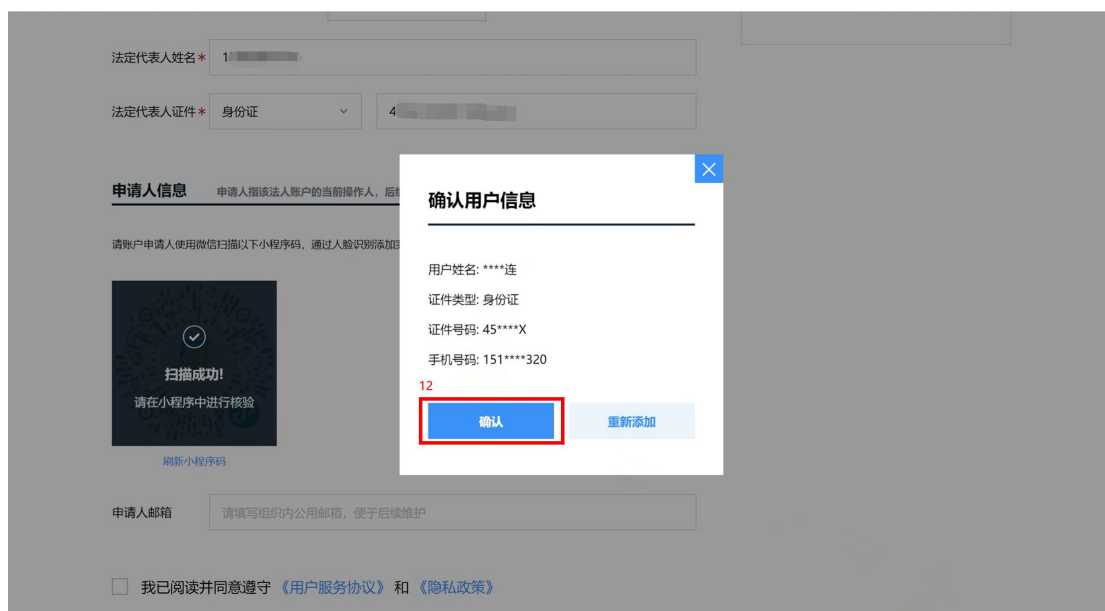 法定代表人姓名*
法定代表人证件* 身份证 4
申请人信息 申请人指该法人账户的当前操作人，后
请账户申请人使用微信扫描以下小程序码，通过人脸识别添加
扫描成功!
请在小程序中进行核验
刷新小程序码
确认用户信息
用户姓名: ****连
证件类型: 身份证
证件号码: 45****X
手机号码: 151****320
12
确认 重新添加
申请人邮箱 请填写组织内公用邮箱，便于后续维护
我已阅读并同意遵守 《用户服务协议》 和 《隐私政策》